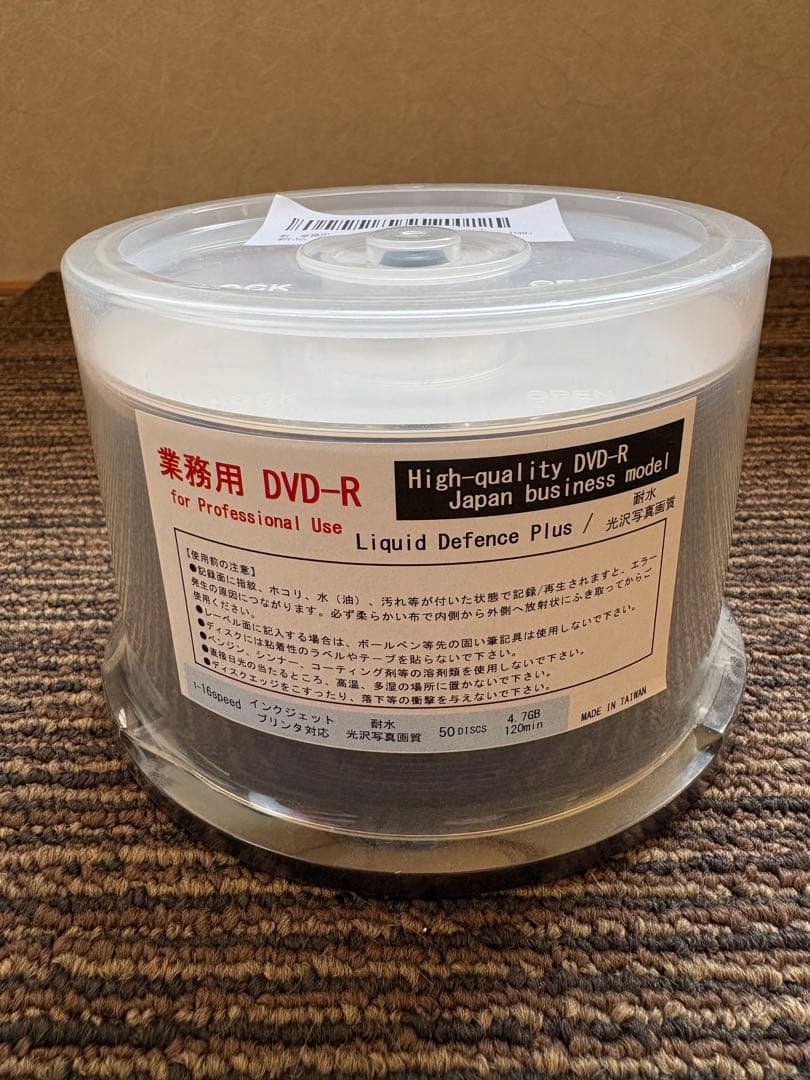 業務用
LOCK
OPEN
業務用 DVD-R
for Professional Use
High-quality DVD-R
Japan business model
Liquid Defence Plus /
耐水
光沢写真画質
【使用前の注意】
●記録面に指紋、ホコリ、水（油）、汚れ等が付いた状態で記録/再生されますと、エラー
発生の原因につながります。必ず柔らかい布で内側から外側へ放射状にふき取ってからご
使用ください。
●レーベル面に記入する場合は、ボールペン等先の固い筆記具は使用しないで下さい。
●ディスクには粘着性のラベルやテープを貼らないで下さい。
●ベンジン、シンナー、コーティング剤等の溶剤類を使用しないで下さい。
●直接日光の当たるところ、高温、多湿の場所に置かないで下さい。
●ディスクエッジをこすったり、落下等の衝撃を与えないで下さい。
1-16speed
インクジェット
プリンタ対応
耐水
光沢写真画質
50 DISCS
4.7GB
120min
MADE IN TAIWAN